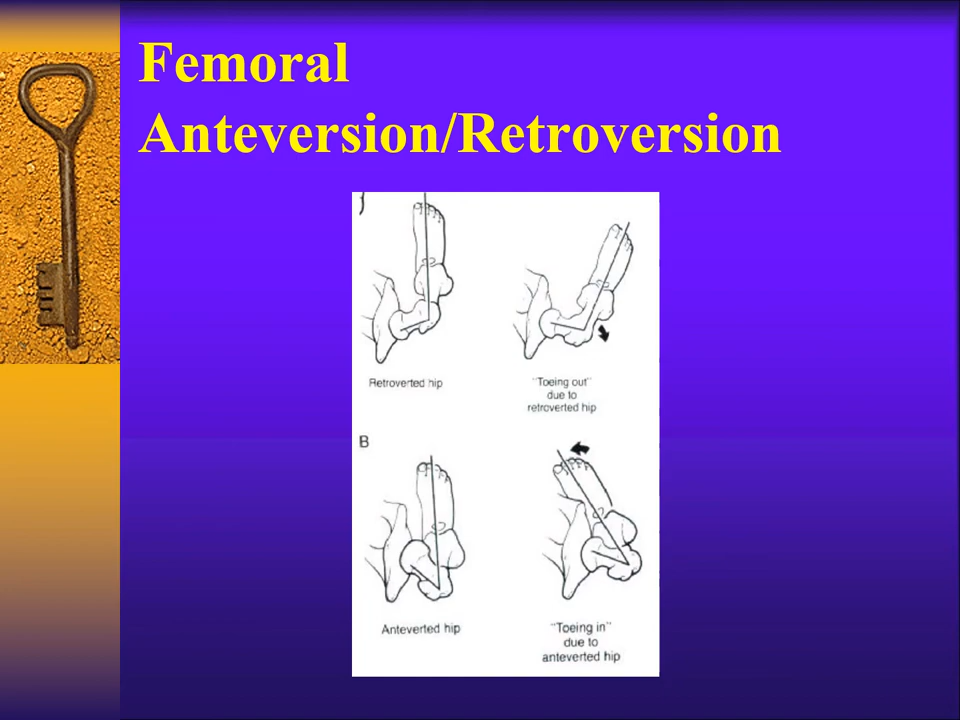 Femoral
Anteversion/Retroversion
Retroverted hip
"Toeing out"
due to
retroverted hip
B
Anteverted hip
"Toeing in"
due to
anteverted hip